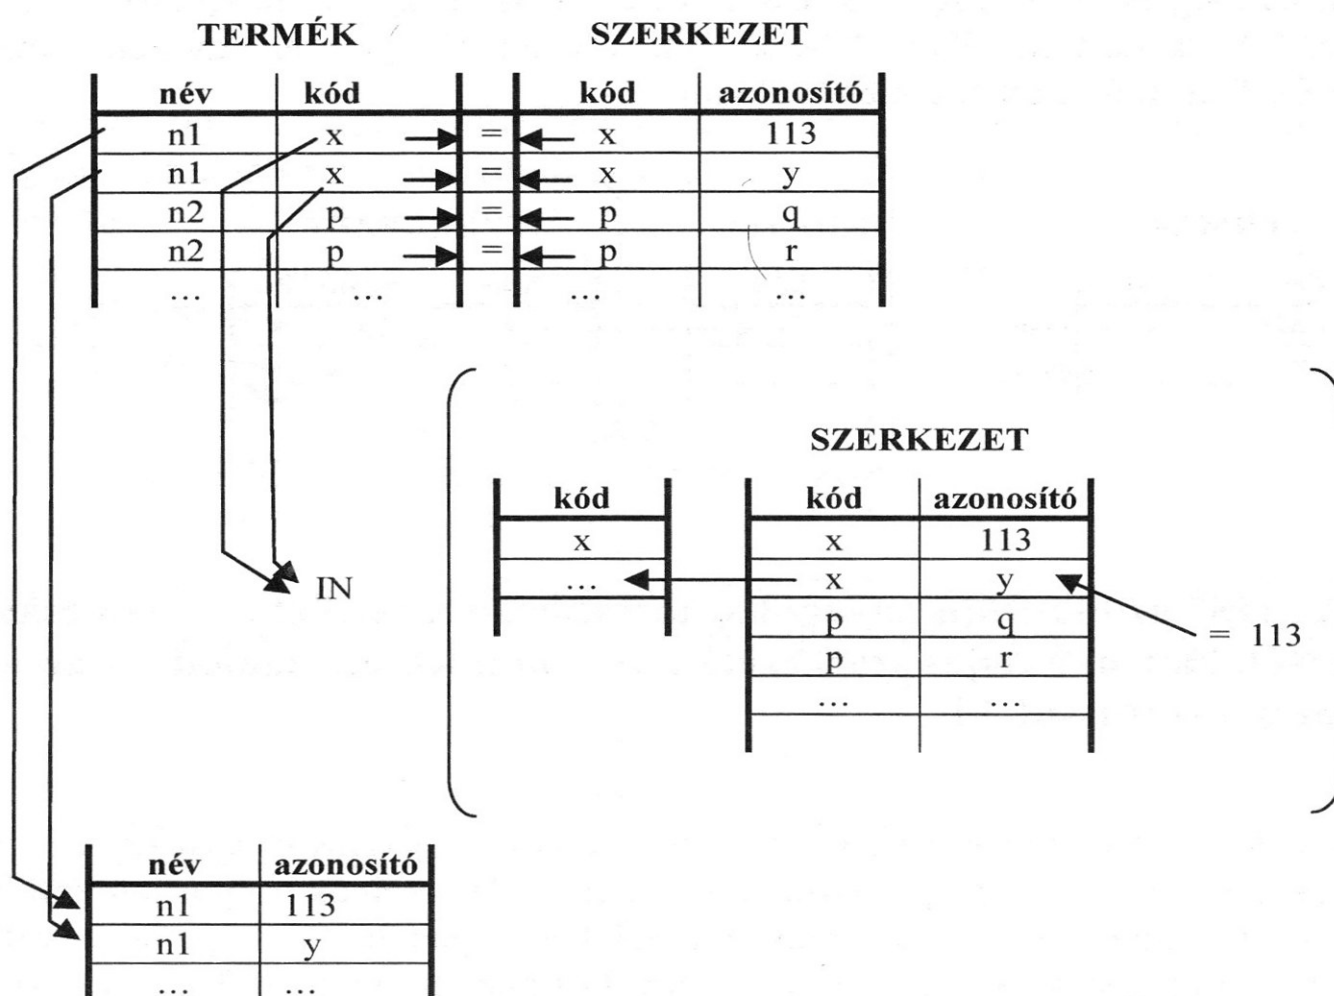 TERMÉK SZERKEZET
név kód kód azonosító
n1 x = x 113
n1 x = x y
n2 p = p q
n2 p = p r
... ... ... ...
SZERKEZET
kód kód azonosító
x x 113
... x y
IN
p q
= 113
p r
... ...
név azonosító
n1 113
n1 y
... ...